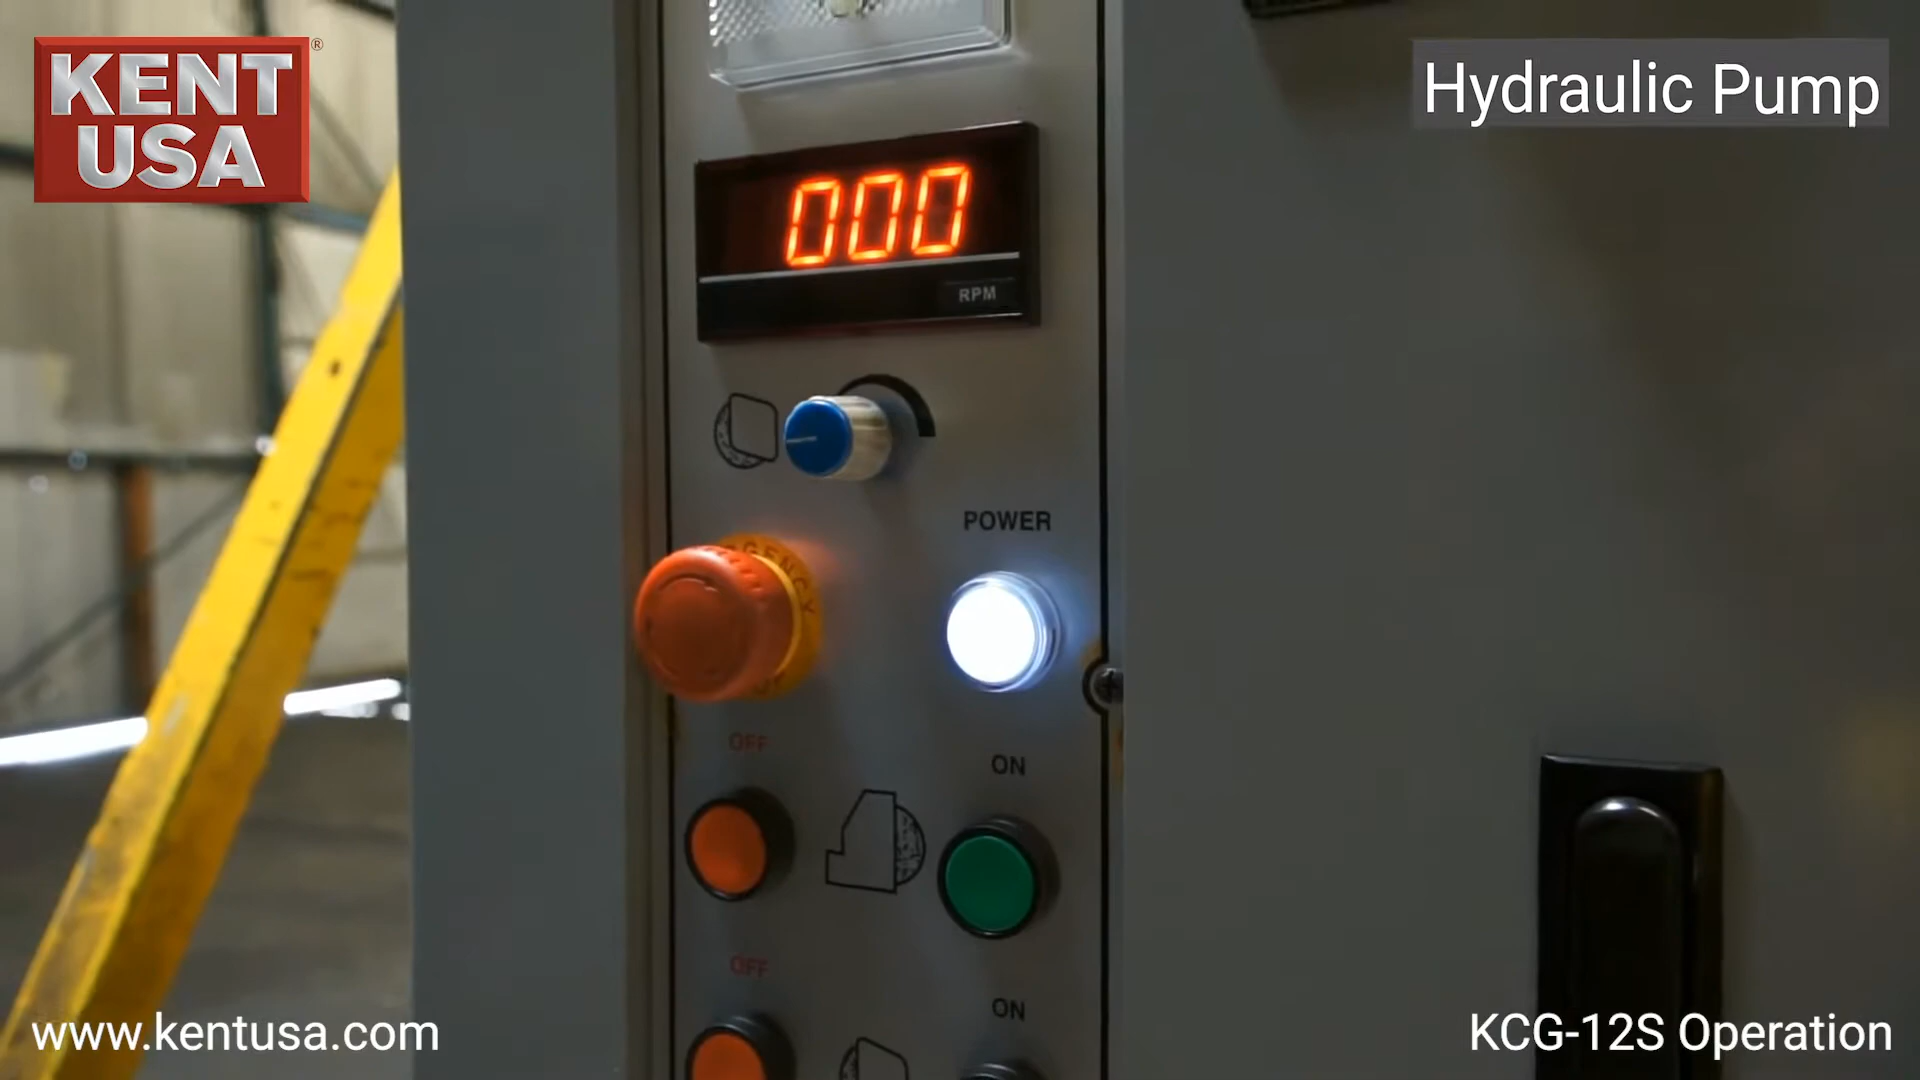 KENT
USA
®
Hydraulic Pump
000
RPM
POWER
OFF
ON
OFF
ON
www.kentusa.com
KCG-12S Operation